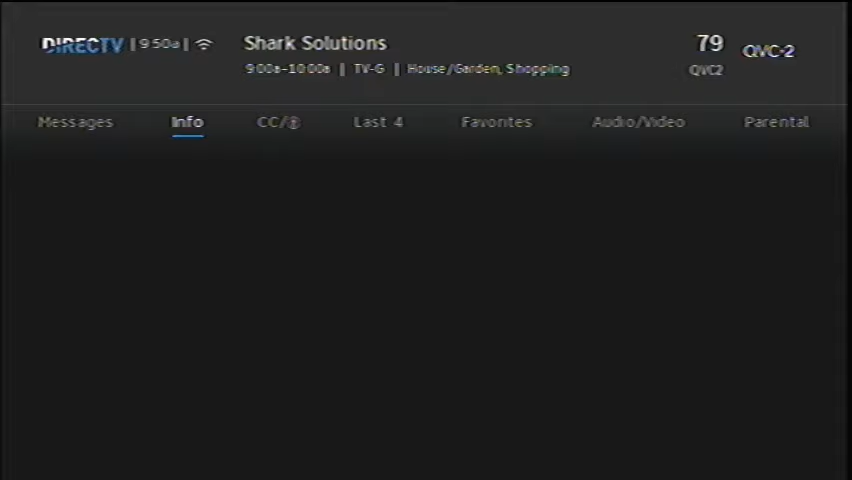 DIRECTV | 9:50a |
Shark Solutions
79
QVC-2
9:00a-10:00a | TV-G | House/Garden, Shopping
QVC2
Messages Info CC/ Last 4 Favorites Audio/Video Parental